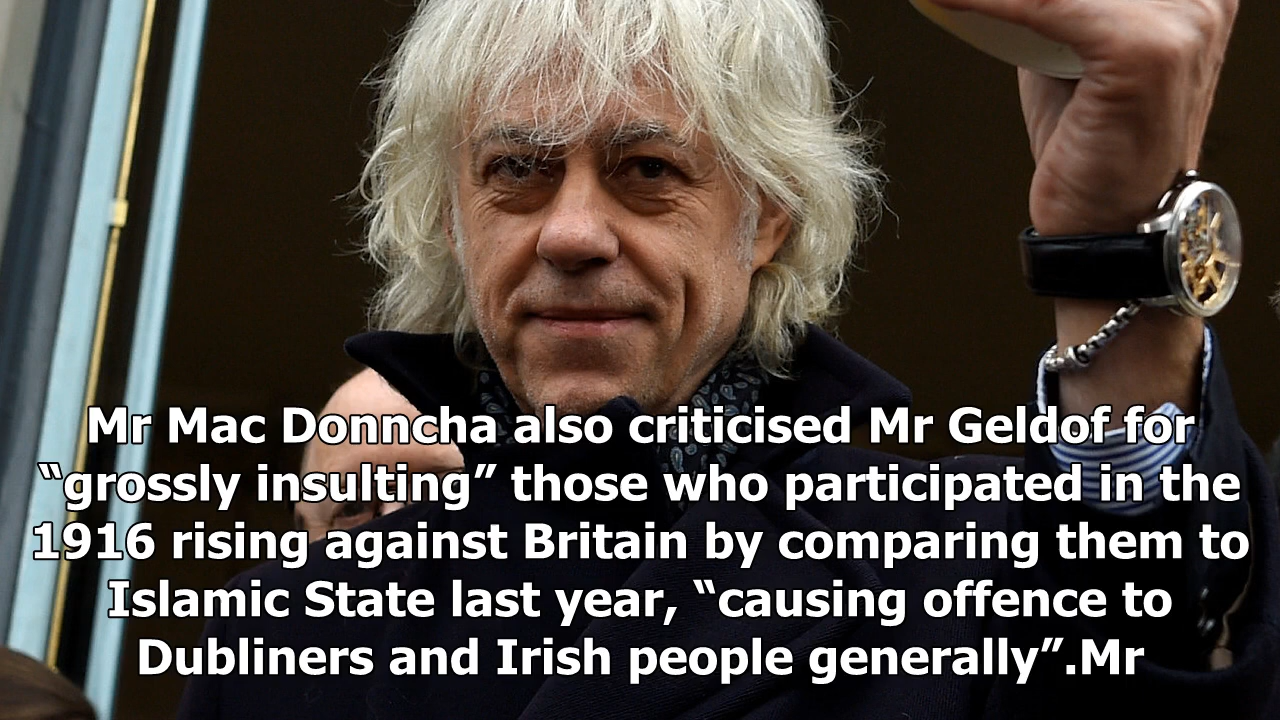 Mr Mac Donncha also criticised Mr Geldof for
“grossly insulting” those who participated in the
1916 rising against Britain by comparing them to
Islamic State last year, “causing offence to
Dubliners and Irish people generally”.Mr